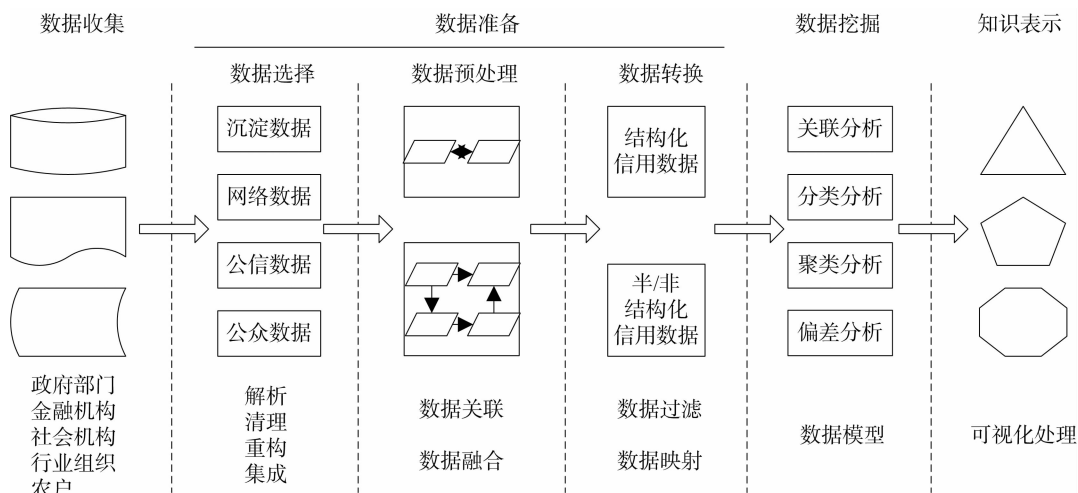 数据收集
数据准备
数据挖掘
知识表示
数据选择
数据预处理
数据转换
沉淀数据
网络数据
公信数据
公众数据
结构化
信用数据
半/非
结构化
信用数据
关联分析
分类分析
聚类分析
偏差分析
政府部门
金融机构
社会机构
行业组织
农户
解析
清理
重构
集成
数据关联
数据融合
数据过滤
数据映射
数据模型
可视化处理